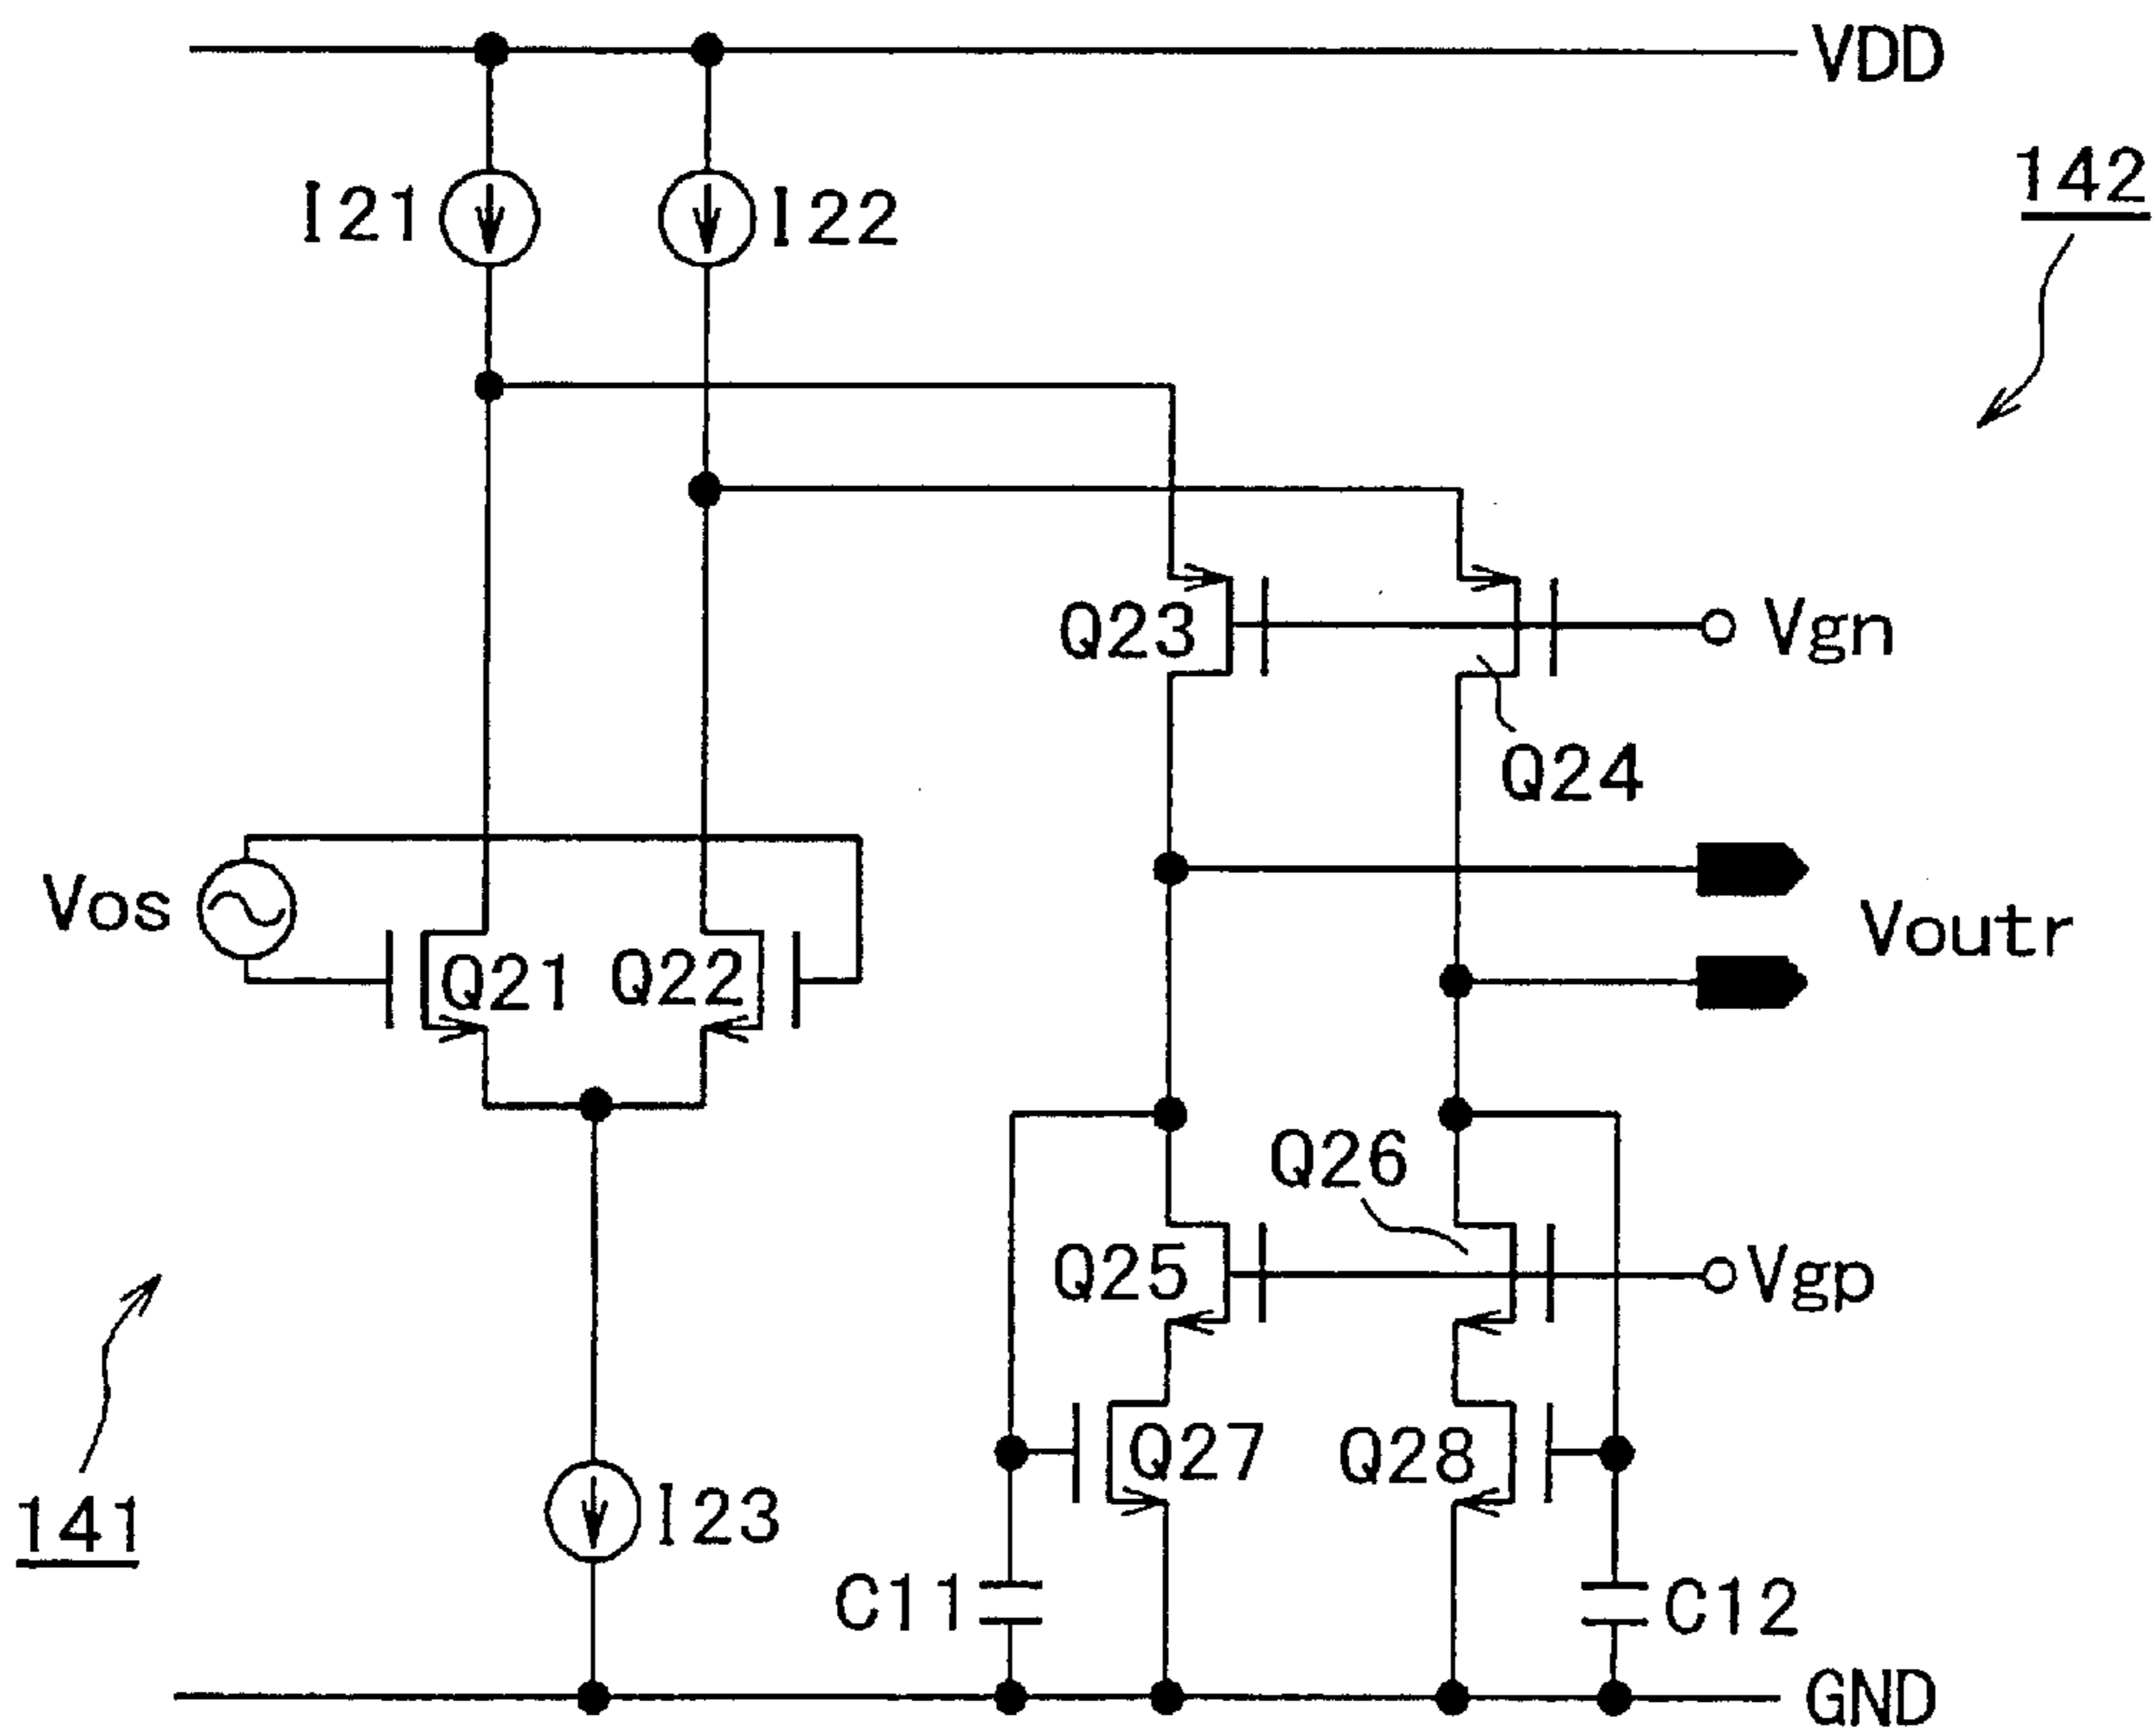 VDD
142
I21
I22
Q23
Vgn
Q24
Vos
Q21
Q22
Voutr
Q26
Q25
Vgp
Q27
Q28
I23
141
C11
C12
GND